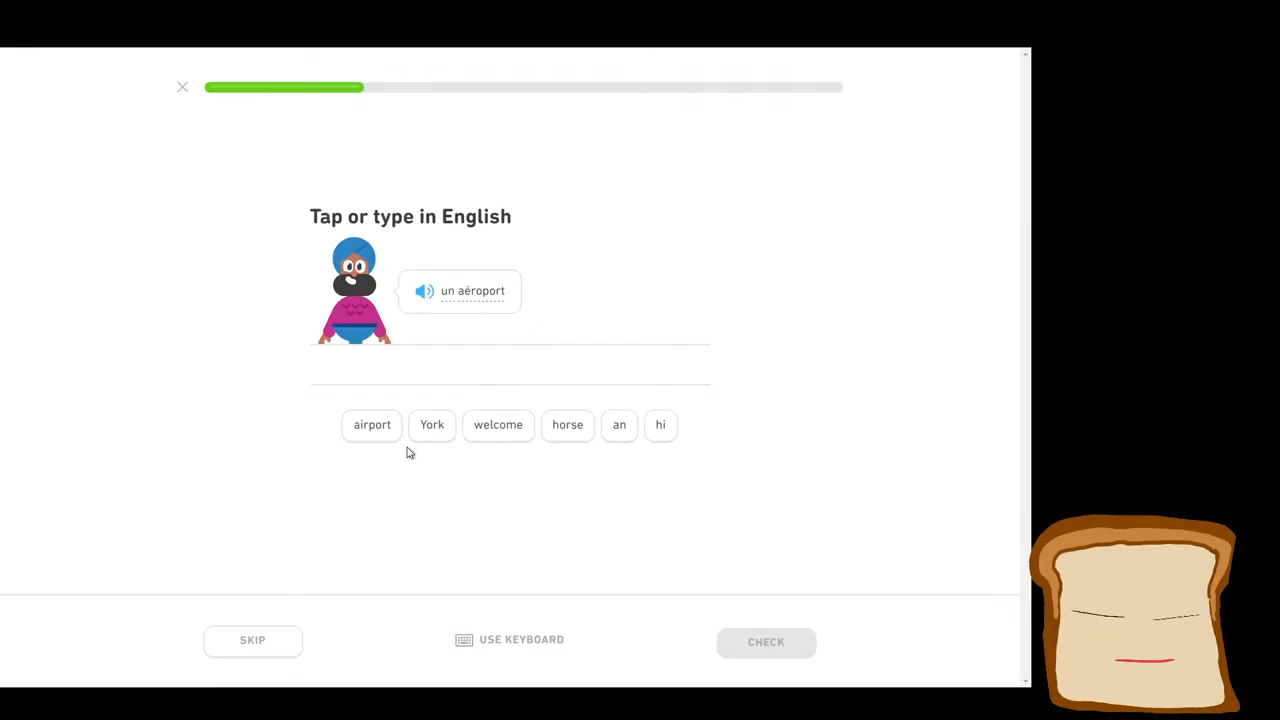 Tap or type in English
un aéroport
airport York welcome horse an hi
SKIP USE KEYBOARD CHECK